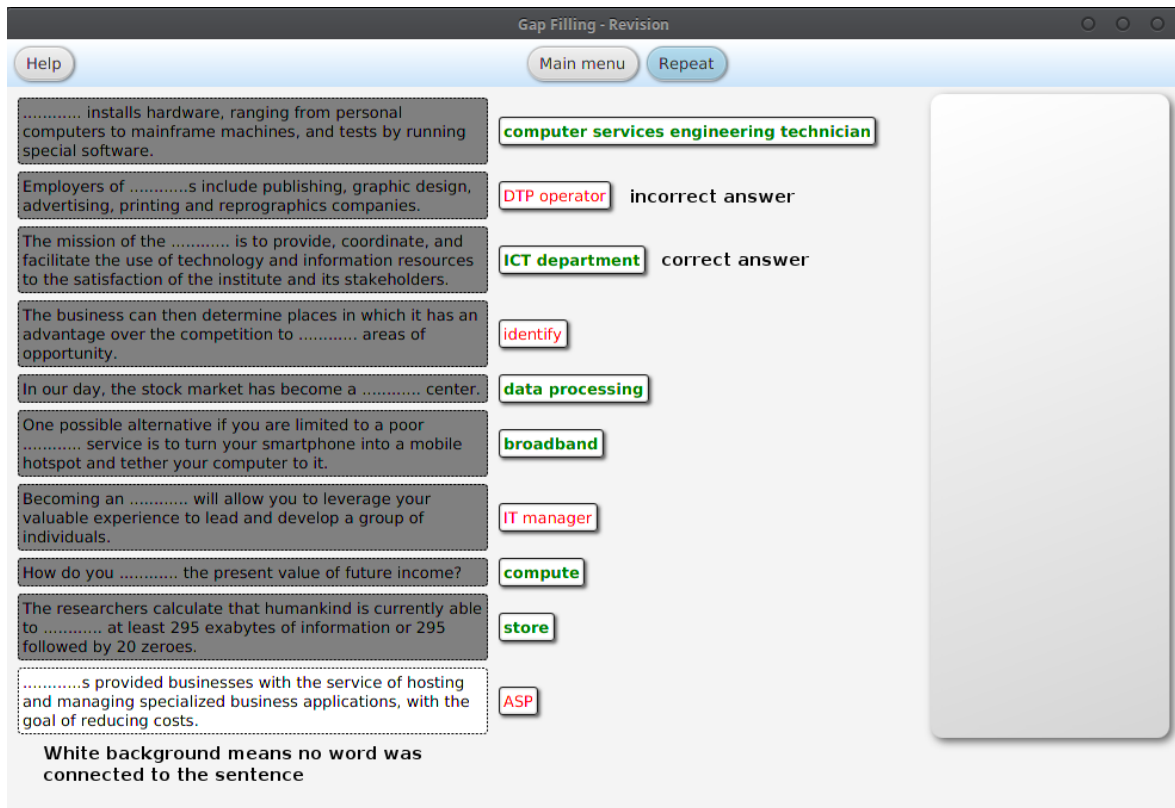 Gap Filling - Revision
Help
Main menu
Repeat
............ installs hardware, ranging from personal
computers to mainframe machines, and tests by running
special software.
computer services engineering technician
Employers of ............s include publishing, graphic design,
advertising, printing and reprographics companies.
DTP operator
incorrect answer
The mission of the ............ is to provide, coordinate, and
facilitate the use of technology and information resources
to the satisfaction of the institute and its stakeholders.
ICT department
correct answer
The business can then determine places in which it has an
advantage over the competition to ............ areas of
opportunity.
identify
In our day, the stock market has become a ............ center.
data processing
One possible alternative if you are limited to a poor
............ service is to turn your smartphone into a mobile
hotspot and tether your computer to it.
broadband
Becoming an ............ will allow you to leverage your
valuable experience to lead and develop a group of
individuals.
IT manager
How do you ............ the present value of future income?
compute
The researchers calculate that humankind is currently able
to ............ at least 295 exabytes of information or 295
followed by 20 zeroes.
store
............s provided businesses with the service of hosting
and managing specialized business applications, with the
goal of reducing costs.
ASP
White background means no word was
connected to the sentence